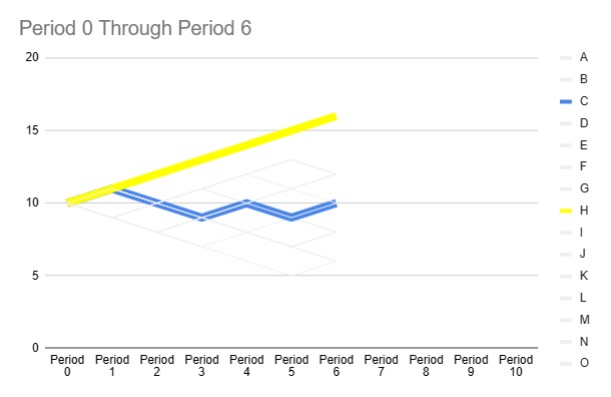 Period 0 Through Period 6
20
15
10
5
0
Period 0
Period 1
Period 2
Period 3
Period 4
Period 5
Period 6
Period 7
Period 8
Period 9
Period 10
A
B
C
D
E
F
G
H
I
J
K
L
M
N
O